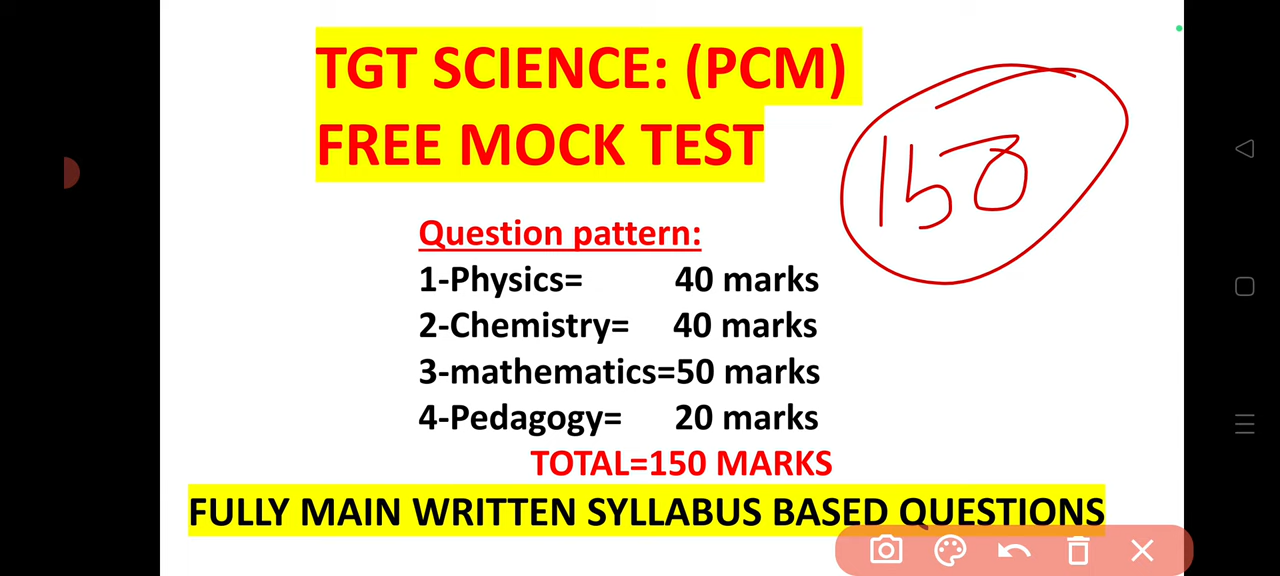 TGT SCIENCE: (PCM)
FREE MOCK TEST
150
Question pattern:
1-Physics= 40 marks
2-Chemistry= 40 marks
3-mathematics=50 marks
4-Pedagogy= 20 marks
TOTAL=150 MARKS
FULLY MAIN WRITTEN SYLLABUS BASED QUESTIONS